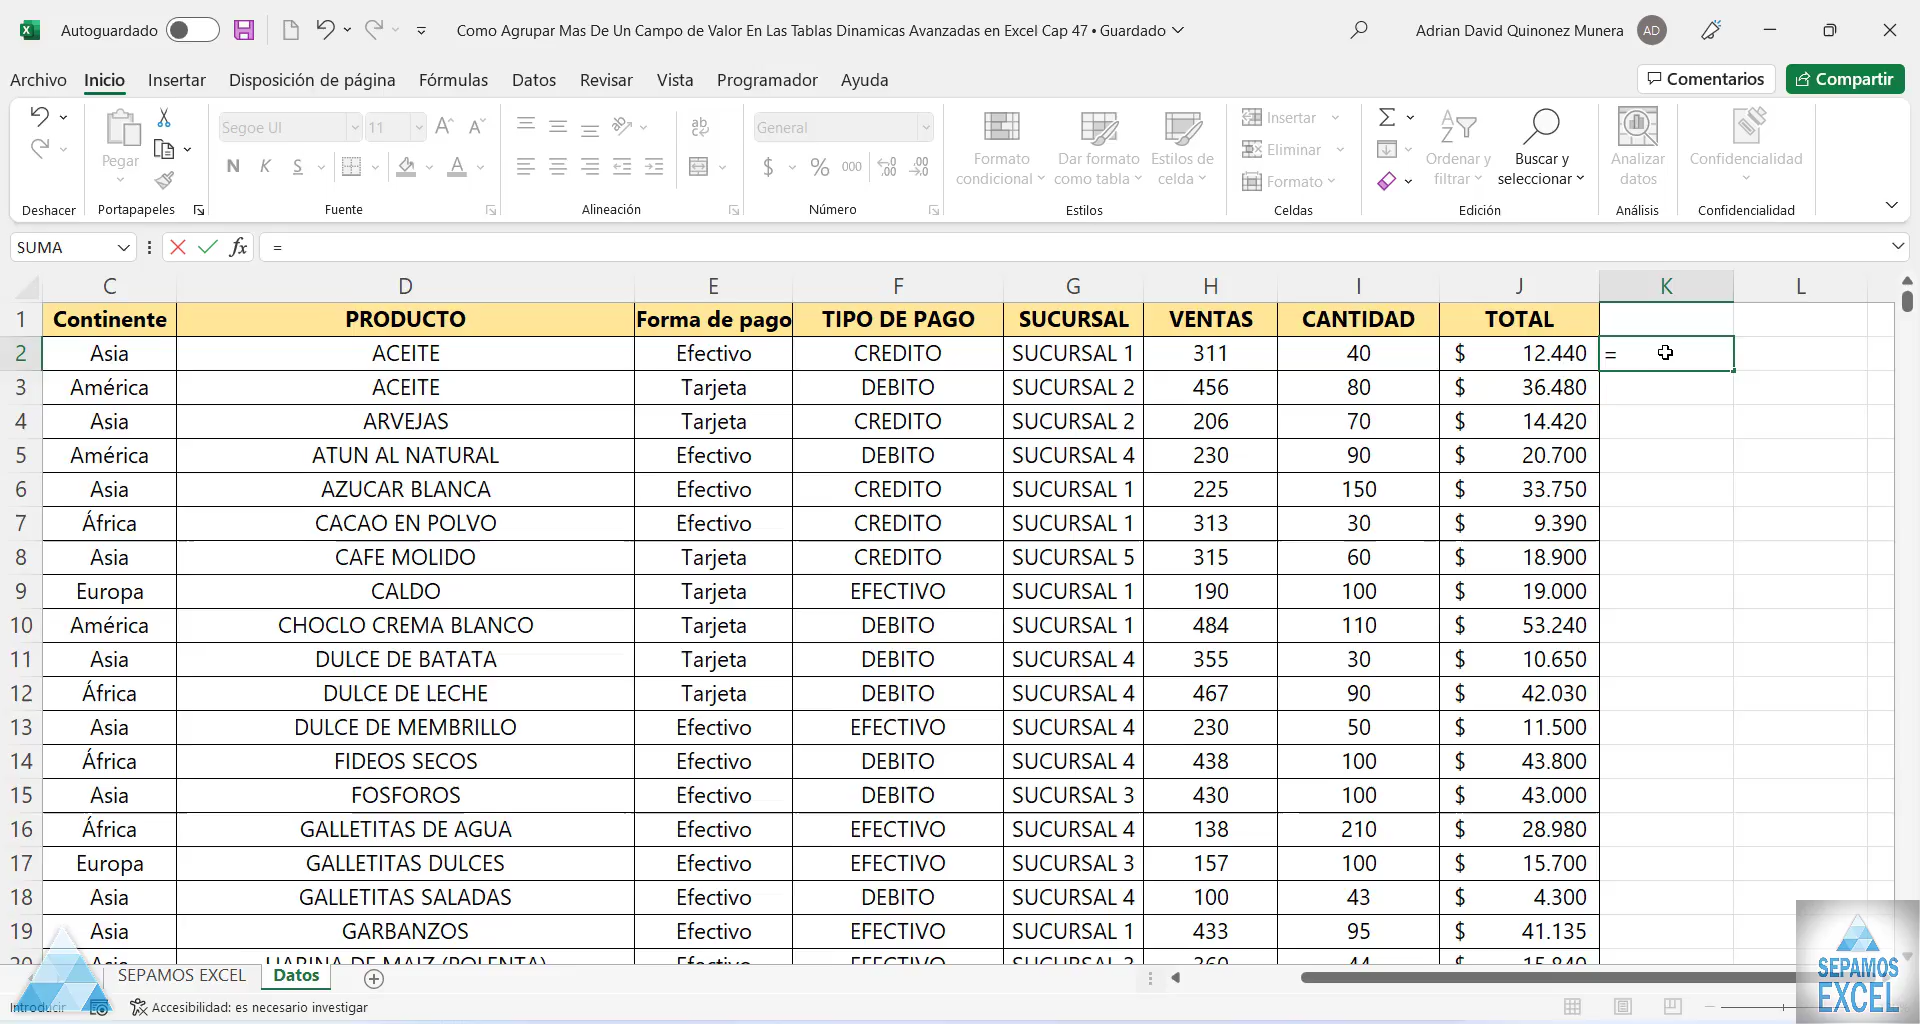 Autoguardado Como Agrupar Mas De Un Campo de Valor En Las Tablas Dinamicas Avanzadas en Excel Cap 47 • Guardado Adrian David Quinonez Munera AD
Archivo Inicio Insertar Disposición de página Fórmulas Datos Revisar Vista Programador Ayuda Comentarios Compartir
Pegar
Segoe UI 11
General
Formato condicional
Dar formato como tabla
Estilos de celda
Insertar
Eliminar
Formato
Ordenar y filtrar
Buscar y seleccionar
Analizar datos
Confidencialidad
Deshacer Portapapeles Fuente Alineación Número Estilos Celdas Edición Análisis Confidencialidad
SUMA fx =
C D E F G H I J K L
1 Continente PRODUCTO Forma de pago TIPO DE PAGO SUCURSAL VENTAS CANTIDAD TOTAL
2 Asia ACEITE Efectivo CREDITO SUCURSAL 1 311 40 $ 12.440 =
3 América ACEITE Tarjeta DEBITO SUCURSAL 2 456 80 $ 36.480
4 Asia ARVEJAS Tarjeta CREDITO SUCURSAL 2 206 70 $ 14.420
5 América ATUN AL NATURAL Efectivo DEBITO SUCURSAL 4 230 90 $ 20.700
6 Asia AZUCAR BLANCA Efectivo CREDITO SUCURSAL 1 225 150 $ 33.750
7 África CACAO EN POLVO Efectivo CREDITO SUCURSAL 1 313 30 $ 9.390
8 Asia CAFE MOLIDO Tarjeta CREDITO SUCURSAL 5 315 60 $ 18.900
9 Europa CALDO Tarjeta EFECTIVO SUCURSAL 1 190 100 $ 19.000
10 América CHOCLO CREMA BLANCO Tarjeta DEBITO SUCURSAL 1 484 110 $ 53.240
11 Asia DULCE DE BATATA Tarjeta DEBITO SUCURSAL 4 355 30 $ 10.650
12 África DULCE DE LECHE Tarjeta DEBITO SUCURSAL 4 467 90 $ 42.030
13 Asia DULCE DE MEMBRILLO Efectivo EFECTIVO SUCURSAL 4 230 50 $ 11.500
14 África FIDEOS SECOS Efectivo DEBITO SUCURSAL 4 438 100 $ 43.800
15 Asia FOSFOROS Efectivo DEBITO SUCURSAL 3 430 100 $ 43.000
16 África GALLETITAS DE AGUA Efectivo EFECTIVO SUCURSAL 4 138 210 $ 28.980
17 Europa GALLETITAS DULCES Efectivo EFECTIVO SUCURSAL 3 157 100 $ 15.700
18 Asia GALLETITAS SALADAS Efectivo DEBITO SUCURSAL 4 100 43 $ 4.300
19 Asia GARBANZOS Efectivo EFECTIVO SUCURSAL 1 433 95 $ 41.135
SEPAMOS EXCEL Datos
Introducir Accesibilidad: es necesario investigar
SEPAMOS
EXCEL